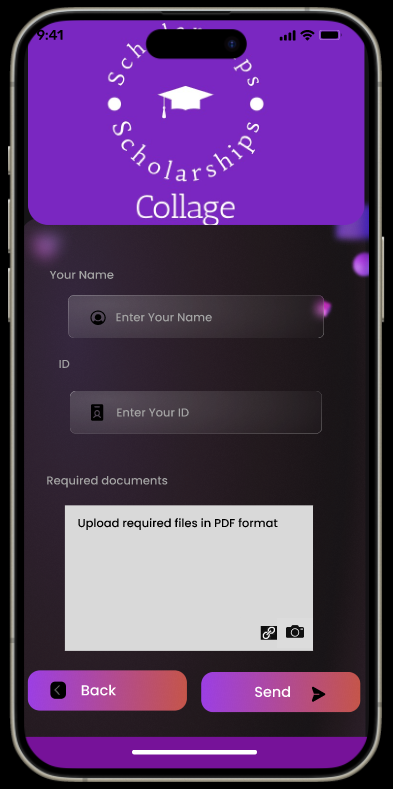 9:41
Scholarships
Scholarships
Collage
Your Name
Enter Your Name
ID
Enter Your ID
Required documents
Upload required files in PDF format
Back
Send